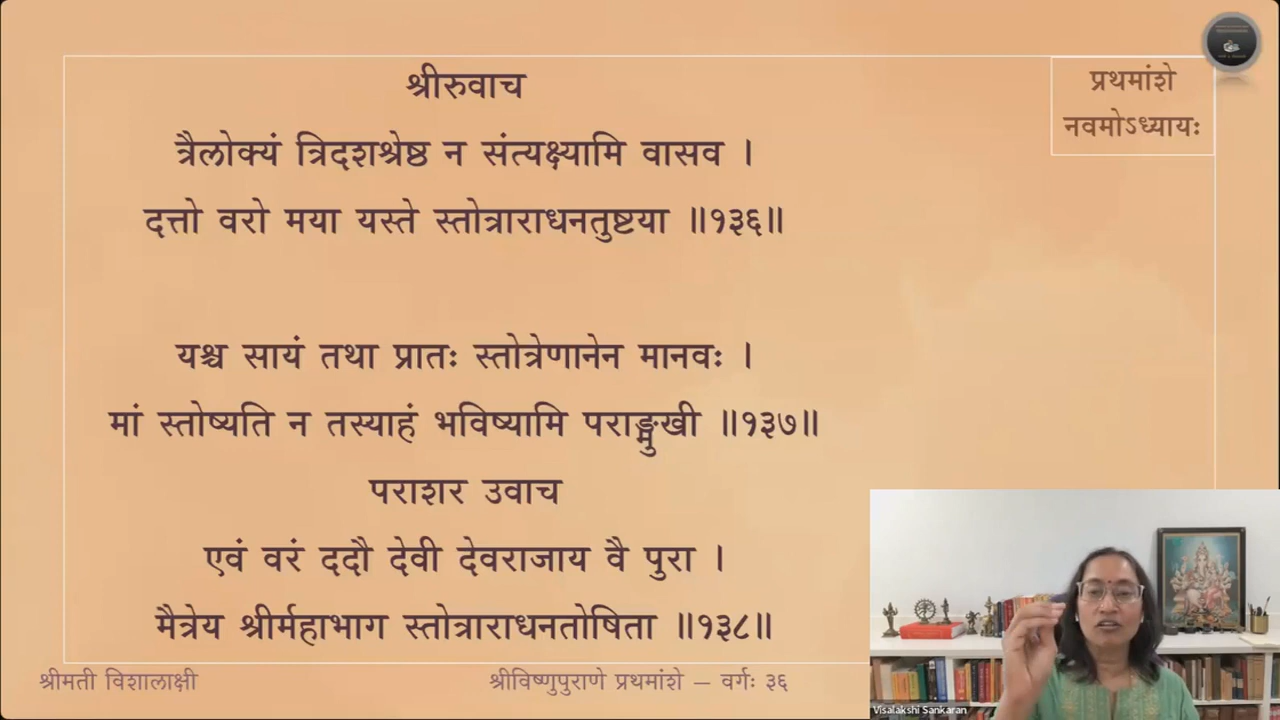 श्रीरुवाच
त्रैलोक्यं त्रिदशश्रेष्ठ न संत्यक्ष्यामि वासव ।
दत्तो वरो मया यस्ते स्तोत्राराधनतुष्टया ॥१३६॥
यश्च सायं तथा प्रातः स्तोत्रेणानेन मानवः ।
मां स्तोष्यति न तस्याहं भविष्यामि पराङ्मुखी ॥१३७॥
पराशर उवाच
एवं वरं ददौ देवी देवराजाय वै पुरा ।
मैत्रेय श्रीर्महाभाग स्तोत्राराधनतोषिता ॥१३८॥
प्रथमांशे
नवमोऽध्यायः
श्रीमती विशालाक्षी
श्रीविष्णुपुराणे प्रथमांशे – वर्गः ३६
Visalakshi Sankaran